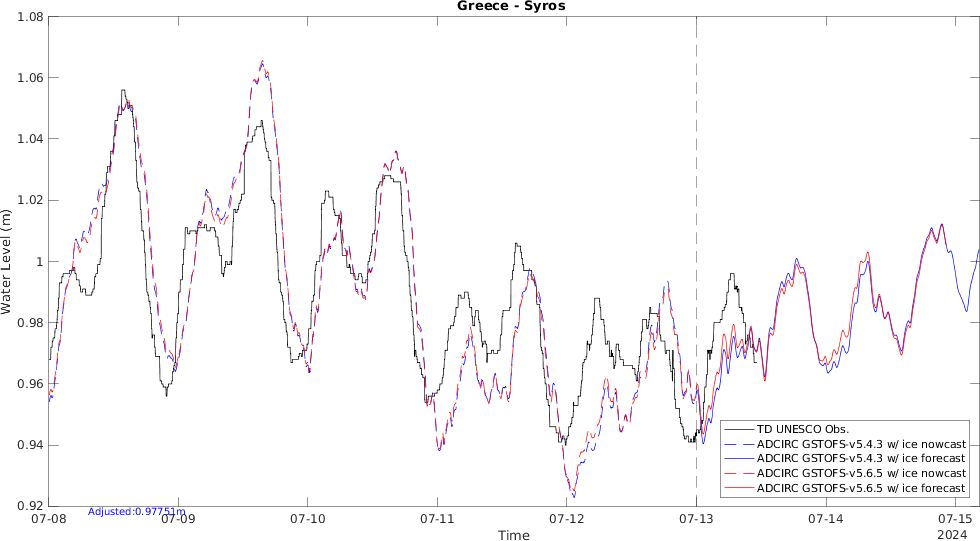 Greece - Syros
1.08
1.06
1.04
1.02
1
0.98
0.96
0.94
0.92
Water Level (m)
TD UNESCO Obs.
ADCIRC GSTOFS-v5.4.3 w/ ice nowcast
ADCIRC GSTOFS-v5.4.3 w/ ice forecast
ADCIRC GSTOFS-v5.6.5 w/ ice nowcast
ADCIRC GSTOFS-v5.6.5 w/ ice forecast
Adjusted:0.97751m
07-08 07-09 07-10 07-11 07-12 07-13 07-14 07-15
Time
2024